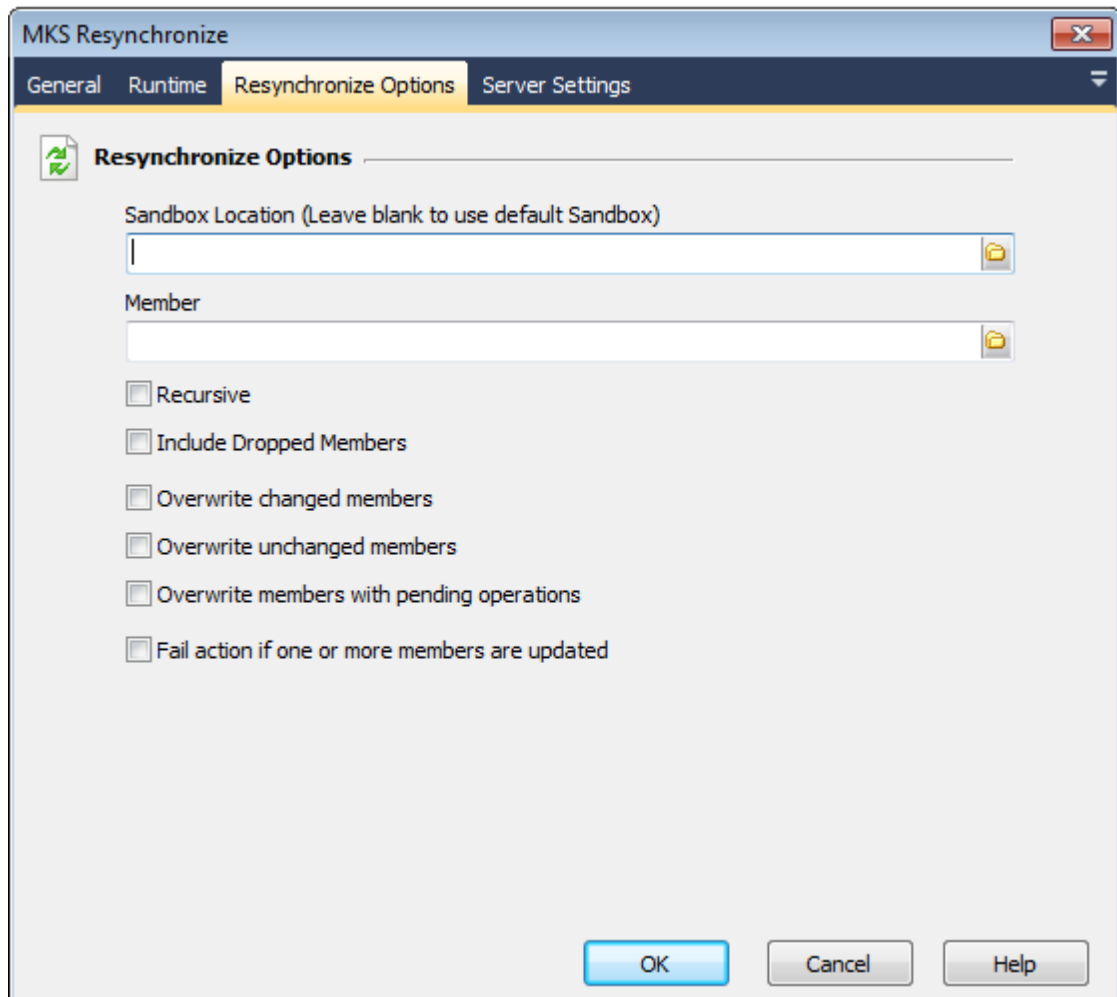 MKS Resynchronize
General Runtime Resynchronize Options Server Settings
Resynchronize Options
Sandbox Location (Leave blank to use default Sandbox)
Member
Recursive
Include Dropped Members
Overwrite changed members
Overwrite unchanged members
Overwrite members with pending operations
Fail action if one or more members are updated
OK Cancel Help